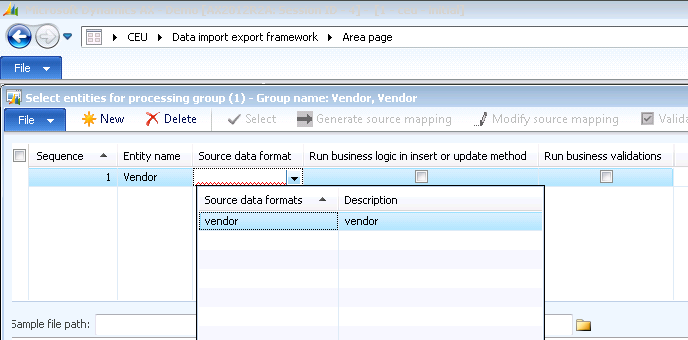 CEU Data import export framework Area page
File
Select entities for processing group (1) - Group name: Vendor, Vendor
File New Delete Select Generate source mapping Modify source mapping
Sequence Entity name Source data format Run business logic in insert or update method Run business validations
1 Vendor
Source data formats Description
vendor vendor
Sample file path: